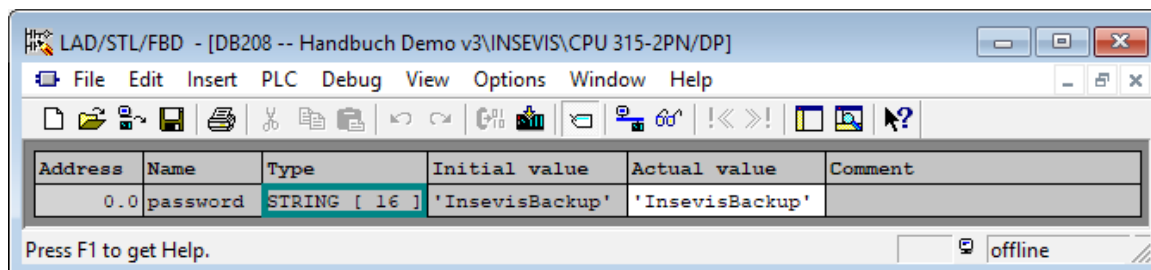 LAD/STL/FBD - [DB208 -- Handbuch Demo v3\INSEVIS\CPU 315-2PN/DP]
File Edit Insert PLC Debug View Options Window Help
Address Name Type Initial value Actual value Comment
0.0 password STRING [ 16 ] 'InsevisBackup' 'InsevisBackup'
Press F1 to get Help. offline